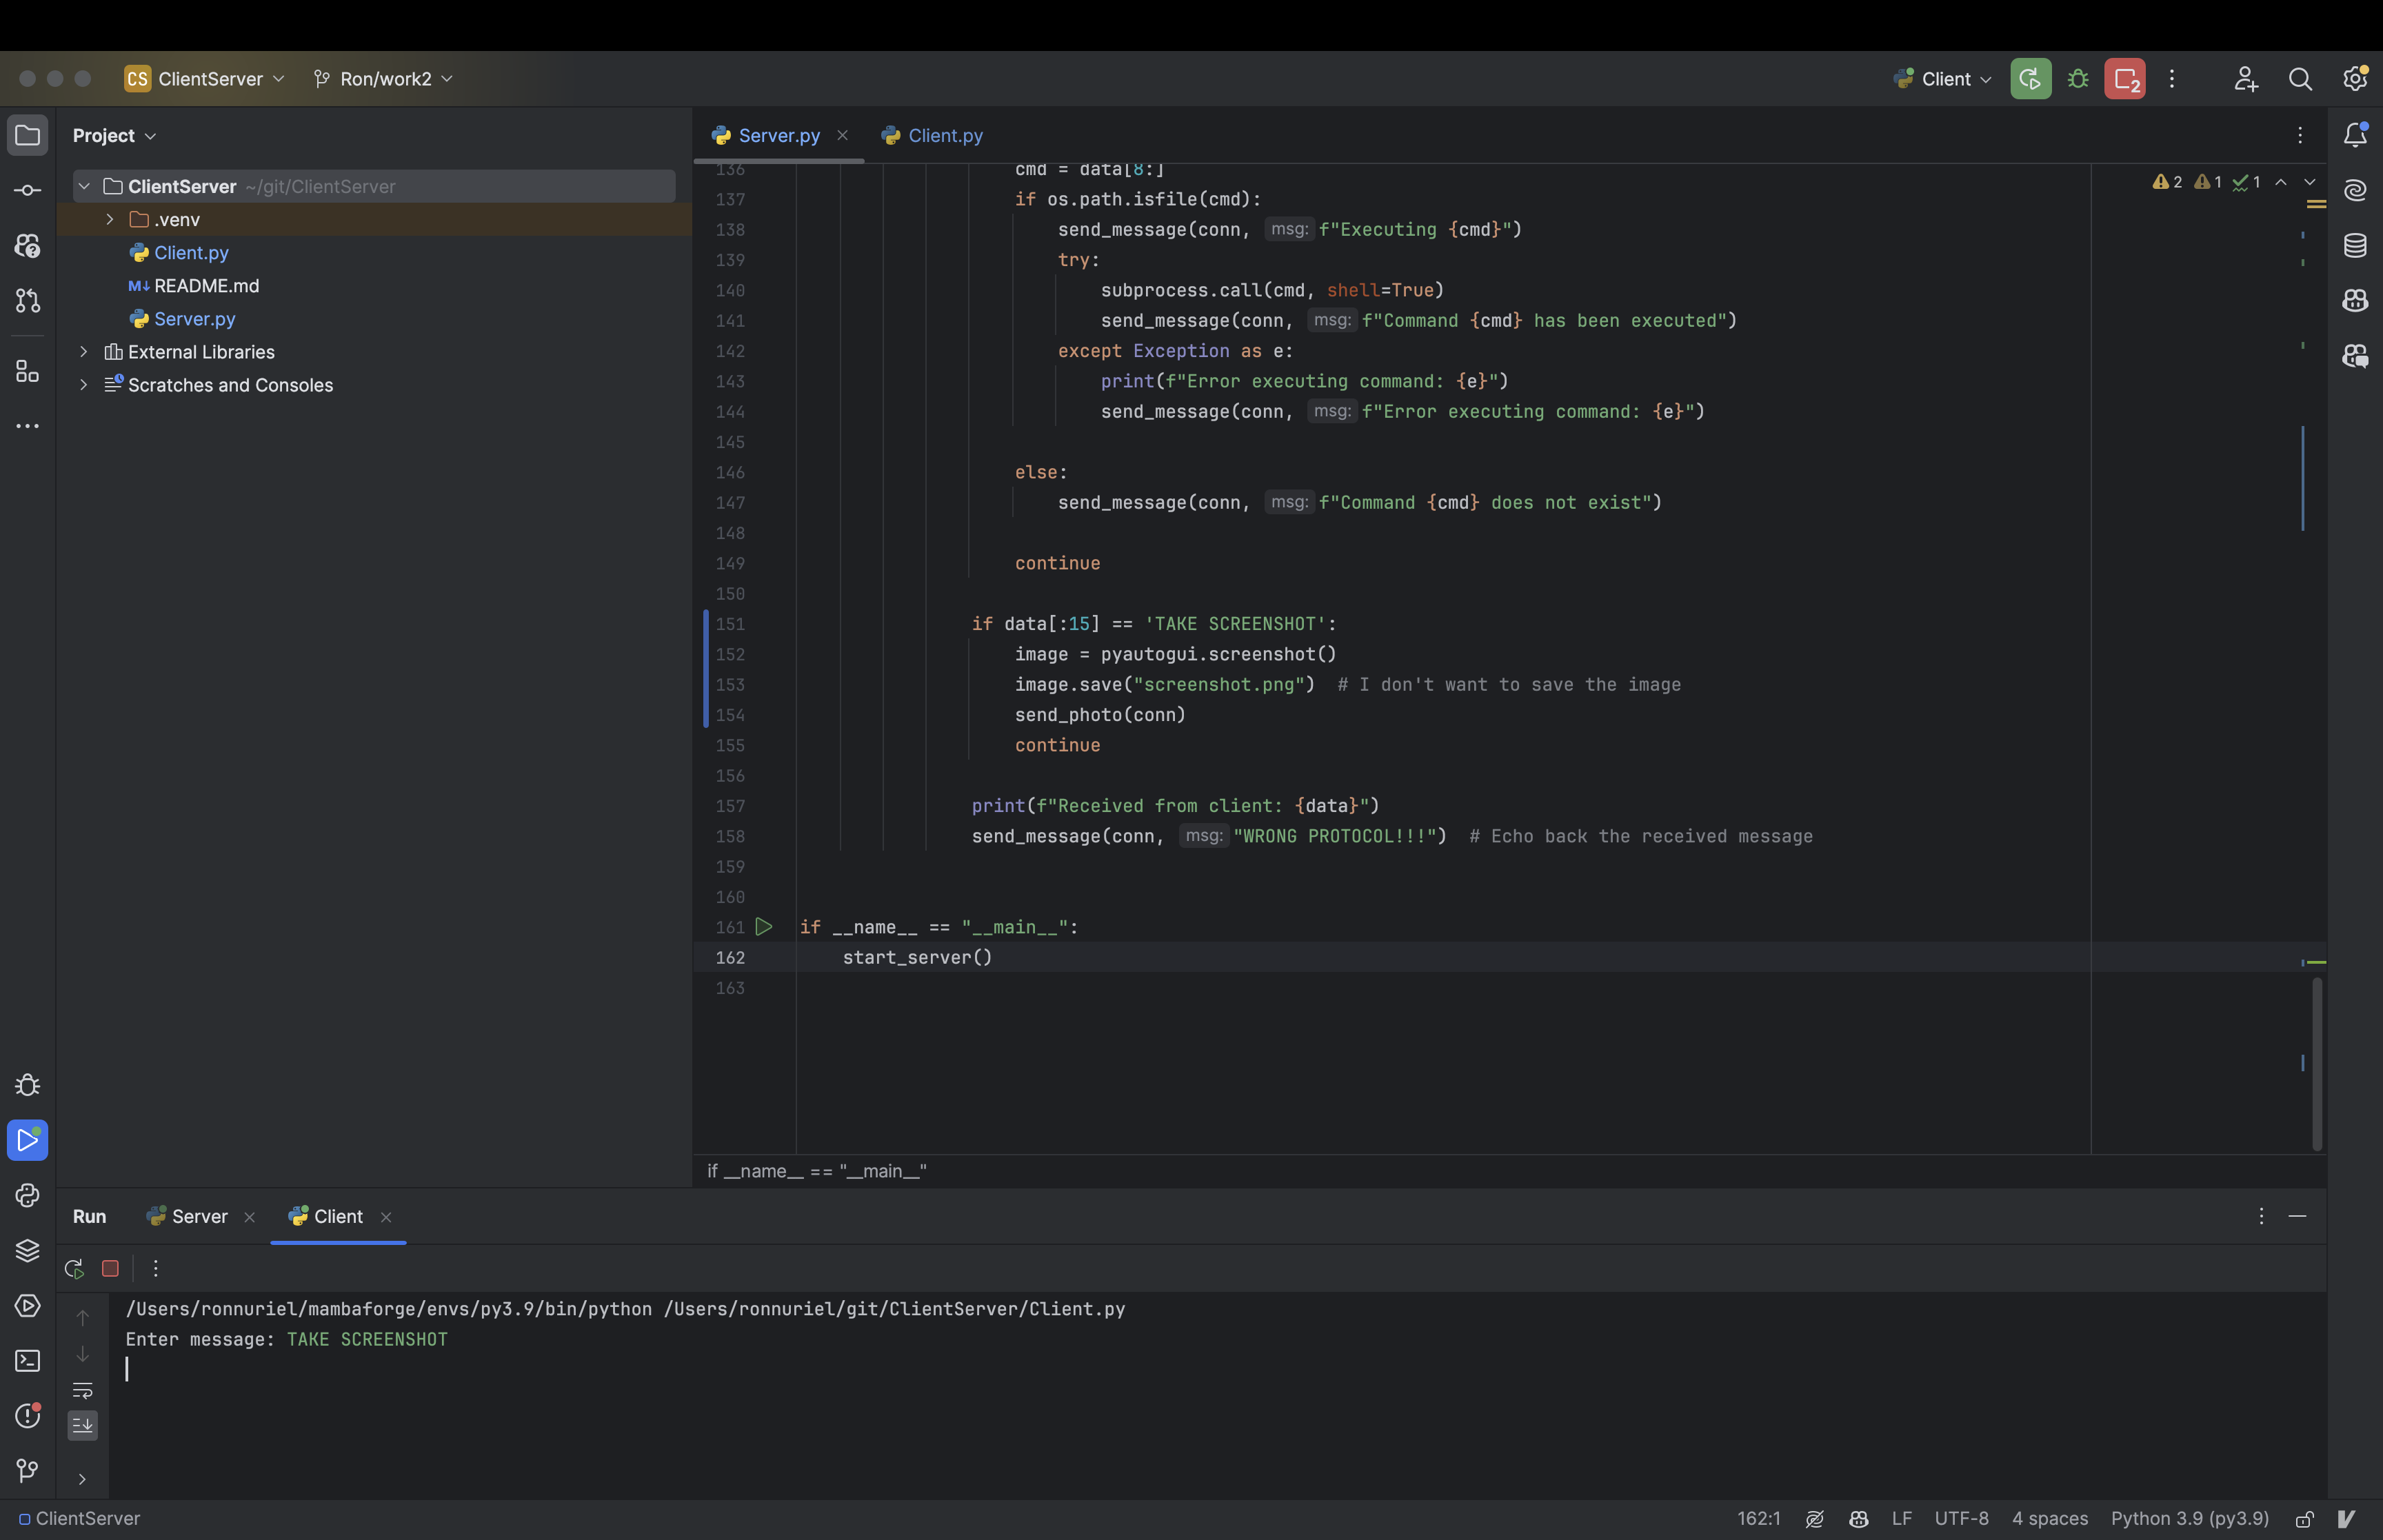 CS ClientServer Ron/work2 Client 2
Project
Server.py Client.py
ClientServer ~/git/ClientServer
.venv
Client.py
M↓ README.md
Server.py
External Libraries
Scratches and Consoles
2 1 1
136 cmd = data[8:]
137 if os.path.isfile(cmd):
138 send_message(conn, msg: f"Executing {cmd}")
139 try:
140 subprocess.call(cmd, shell=True)
141 send_message(conn, msg: f"Command {cmd} has been executed")
142 except Exception as e:
143 print(f"Error executing command: {e}")
144 send_message(conn, msg: f"Error executing command: {e}")
145
146 else:
147 send_message(conn, msg: f"Command {cmd} does not exist")
148
149 continue
150
151 if data[:15] == 'TAKE SCREENSHOT':
152 image = pyautogui.screenshot()
153 image.save("screenshot.png")  # I don't want to save the image
154 send_photo(conn)
155 continue
156
157 print(f"Received from client: {data}")
158 send_message(conn, msg: "WRONG PROTOCOL!!!")  # Echo back the received message
159
160
161 if __name__ == "__main__":
162 start_server()
163
if __name__ == "__main__"
Run Server Client
/Users/ronnuriel/mambaforge/envs/py3.9/bin/python /Users/ronnuriel/git/ClientServer/Client.py
Enter message: TAKE SCREENSHOT
ClientServer 162:1 LF UTF-8 4 spaces Python 3.9 (py3.9)